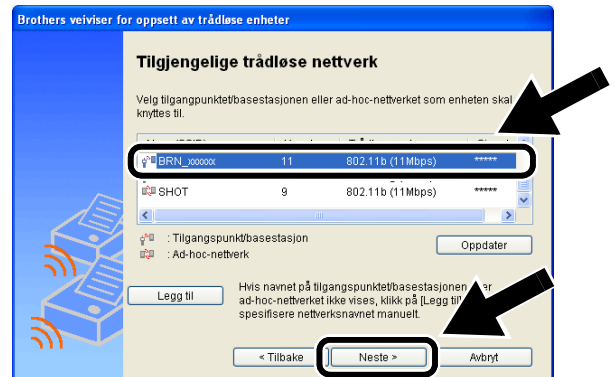 Brothers veiviser for oppsett av trådløse enheter
Tilgjengelige trådløse nettverk
Velg tilgangspunktet/basestasjonen eller ad-hoc-nettverket som enheten skal
knyttes til.
BRN_xxxxxx 11 802.11b (11Mbps) *****
SHOT 9 802.11b (11Mbps) *****
: Tilgangspunkt/basestasjon
: Ad-hoc-nettverk
Oppdater
Legg til
Hvis navnet på tilgangspunktet/basestasjonen
ad-hoc-nettverket ikke vises, klikk på [Legg til]
spesifisere nettverksnavnet manuelt.
< Tilbake Neste > Avbryt